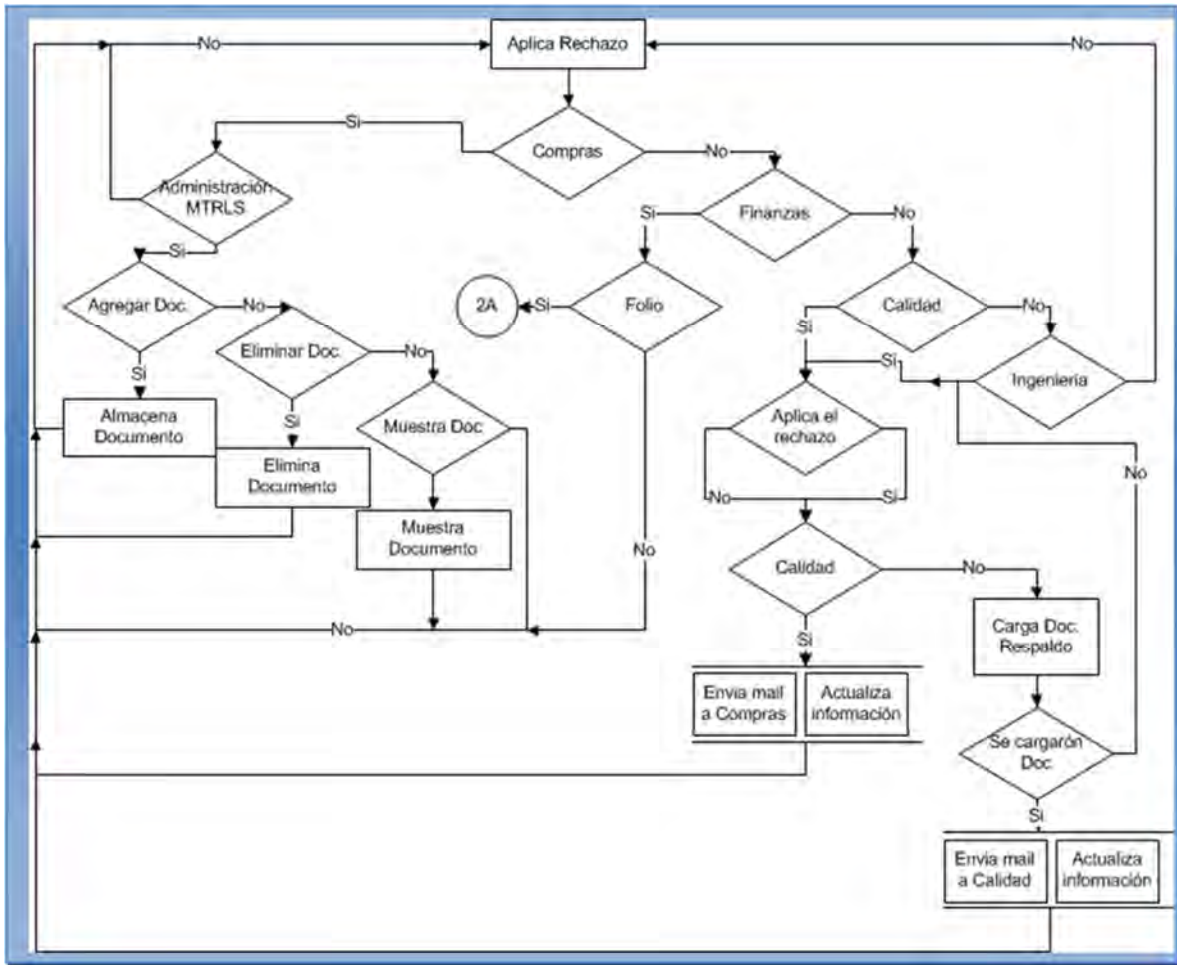 No
Aplica Rechazo
No
Si
Compras
No
Administración
MTRLS
Si
Finanzas
No
Si
Agregar Doc.
No
2A
Si
Folio
Calidad
No
Si
Eliminar Doc.
No
Si
Ingeniería
Si
Almacena
Documento
Si
Muestra Doc
Aplica el
rechazo
Elimina
Documento
No
No
Si
Muestra
Documento
No
Calidad
No
No
Carga Doc.
Respaldo
Si
Envia mail
a Compras
Actualiza
información
Se cargarón
Doc.
Si
Envia mail
a Calidad
Actualiza
información